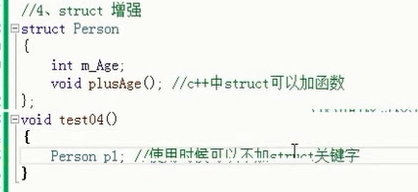 //4、struct 增强
struct Person
{
int m_Age;
void plusAge(); //c++中struct可以加函数
};
void test04()
{
Person p1; //使用时候可以不加struct关键字
}